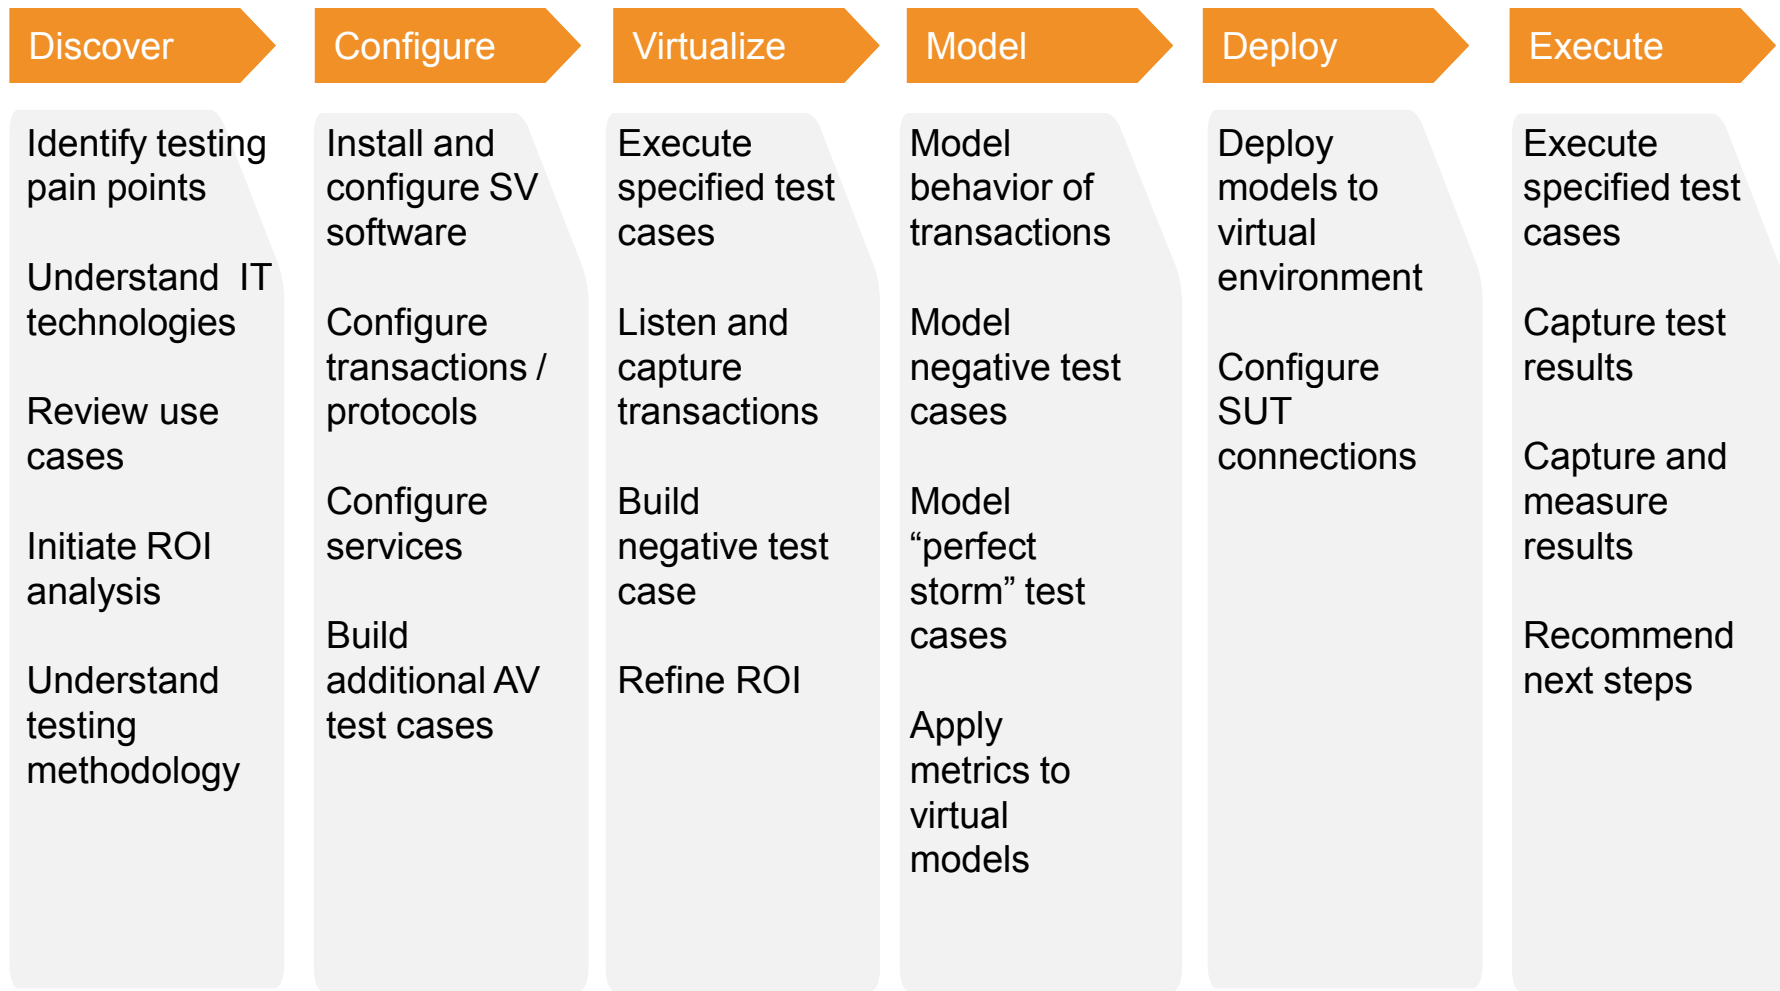 Discover
Configure
Virtualize
Model
Deploy
Execute
Identify testing
pain points
Understand  IT
technologies
Review use
cases
Initiate ROI
analysis
Understand
testing
methodology
Install and
configure SV
software
Configure
transactions /
protocols
Configure
services
Build
additional AV
test cases
Execute
specified test
cases
Listen and
capture
transactions
Build
negative test
case
Refine ROI
Model
behavior of
transactions
Model
negative test
cases
Model
“perfect
storm” test
cases
Apply
metrics to
virtual
models
Deploy
models to
virtual
environment
Configure
SUT
connections
Execute
specified test
cases
Capture test
results
Capture and
measure
results
Recommend
next steps